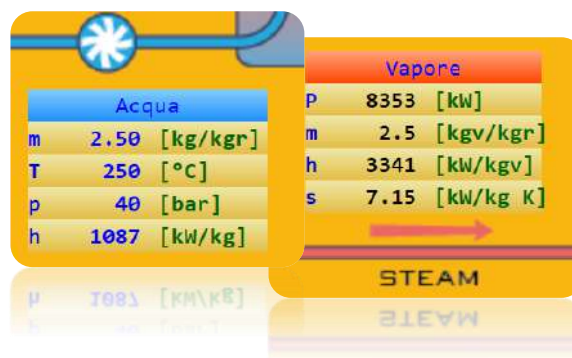 Acqua
m 2.50 [kg/kgr]
T 250 [°C]
p 40 [bar]
h 1087 [kW/kg]
Vapore
P 8353 [kW]
m 2.5 [kgv/kgr]
h 3341 [kW/kgv]
s 7.15 [kW/kg K]
STEAM